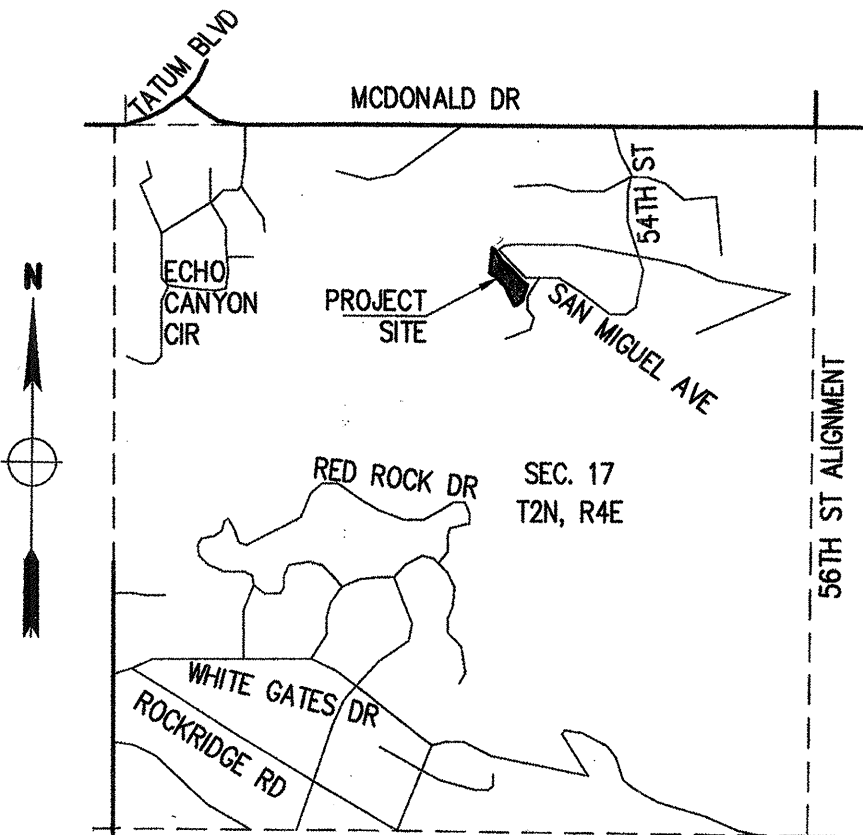 TATUM BLVD
MCDONALD DR
54TH ST
N
ECHO
CANYON
CIR
PROJECT
SITE
SAN MIGUEL AVE
56TH ST ALIGNMENT
RED ROCK DR
SEC. 17
T2N, R4E
WHITE GATES DR
ROCKRIDGE RD